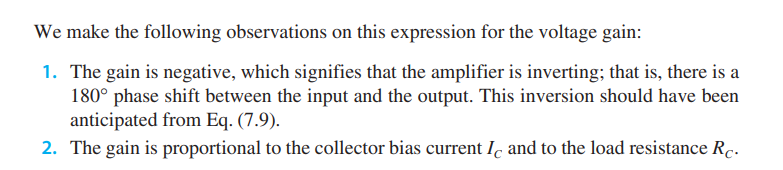 We make the following observations on this expression for the voltage gain:
1. The gain is negative, which signifies that the amplifier is inverting; that is, there is a
180° phase shift between the input and the output. This inversion should have been
anticipated from Eq. (7.9).
2. The gain is proportional to the collector bias current I_C and to the load resistance R_C.